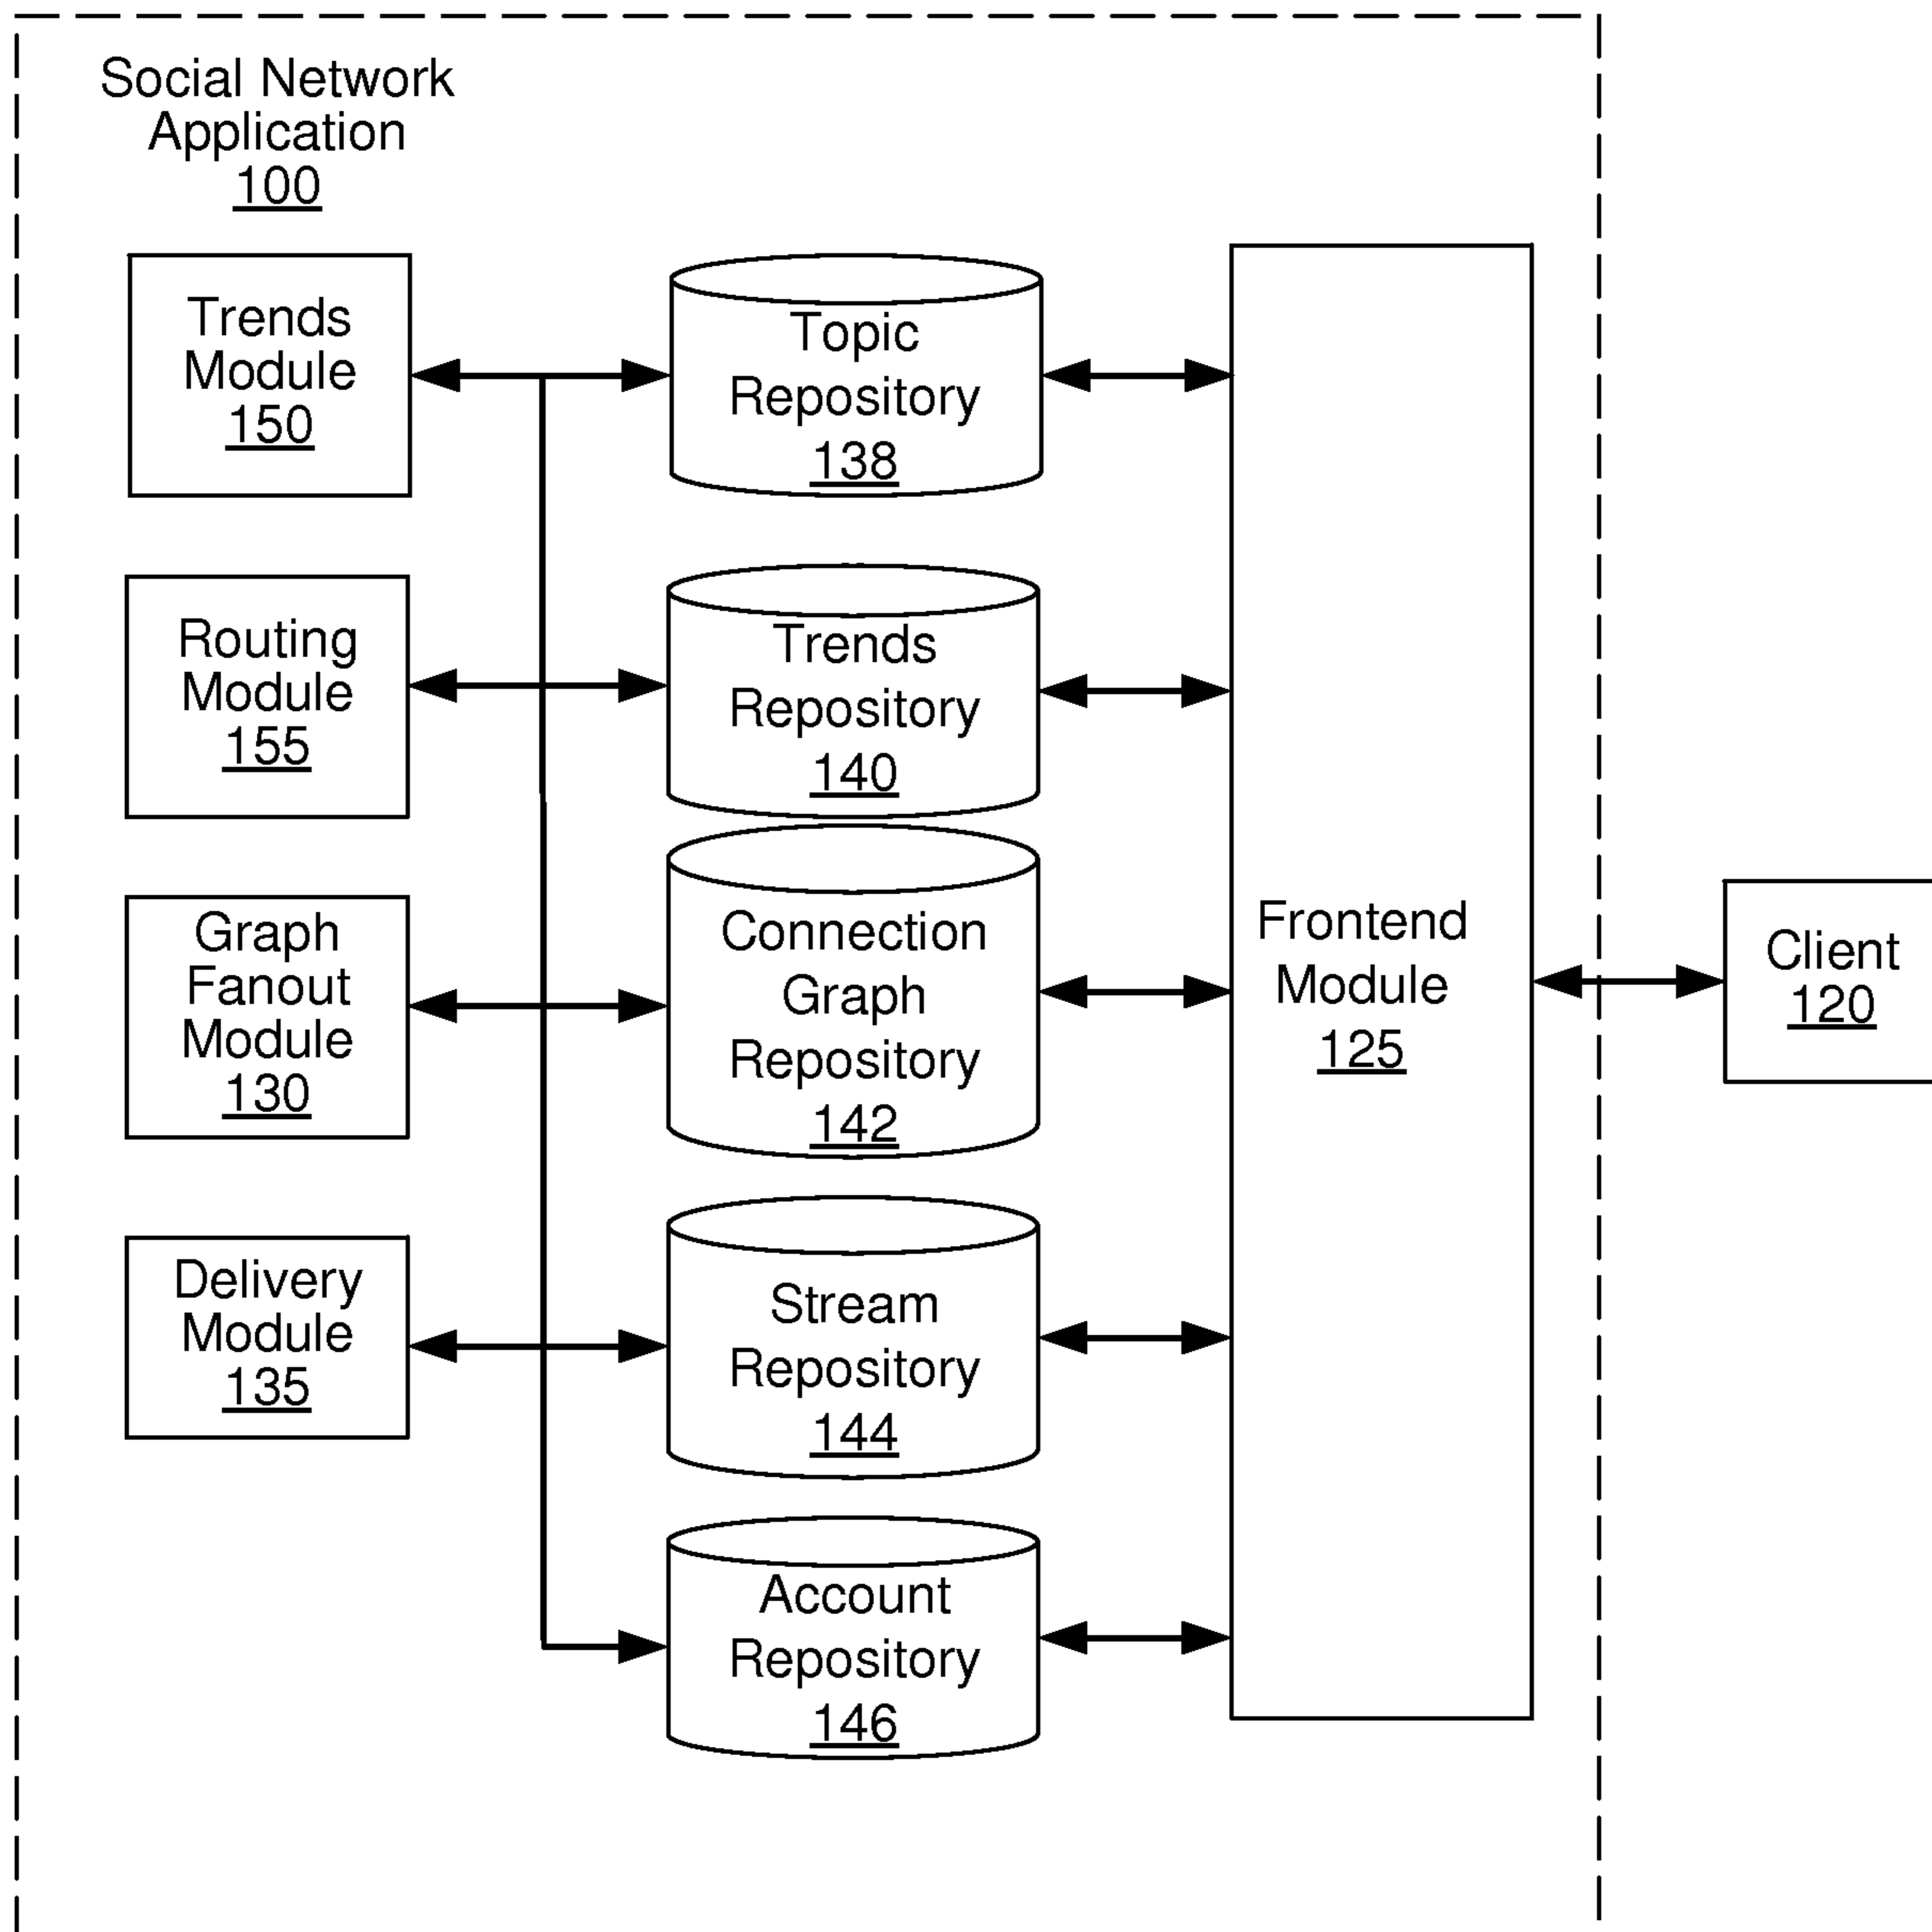 Social Network
Application
100
Trends
Module
150
Topic
Repository
138
Routing
Module
155
Trends
Repository
140
Graph
Fanout
Module
130
Connection
Graph
Repository
142
Frontend
Module
125
Client
120
Delivery
Module
135
Stream
Repository
144
Account
Repository
146